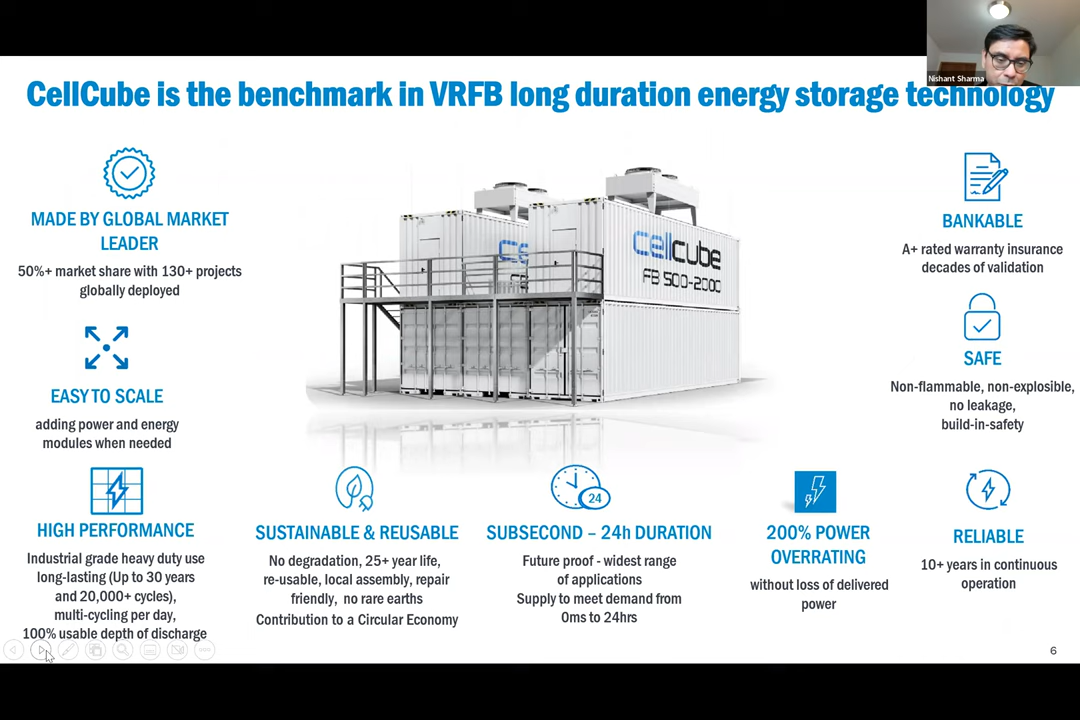 Nishant Sharma
CellCube is the benchmark in VRFB long duration energy storage technology
MADE BY GLOBAL MARKET
LEADER
50%+ market share with 130+ projects
globally deployed
EASY TO SCALE
adding power and energy
modules when needed
HIGH PERFORMANCE
Industrial grade heavy duty use
long-lasting (Up to 30 years
and 20,000+ cycles),
multi-cycling per day,
100% usable depth of discharge
cellcube
FB 500-2000
SUSTAINABLE & REUSABLE
No degradation, 25+ year life,
re-usable, local assembly, repair
friendly, no rare earths
Contribution to a Circular Economy
24
SUBSECOND – 24h DURATION
Future proof - widest range
of applications
Supply to meet demand from
0ms to 24hrs
200% POWER
OVERRATING
without loss of delivered
power
BANKABLE
A+ rated warranty insurance
decades of validation
SAFE
Non-flammable, non-explosible,
no leakage,
build-in-safety
RELIABLE
10+ years in continuous
operation
6